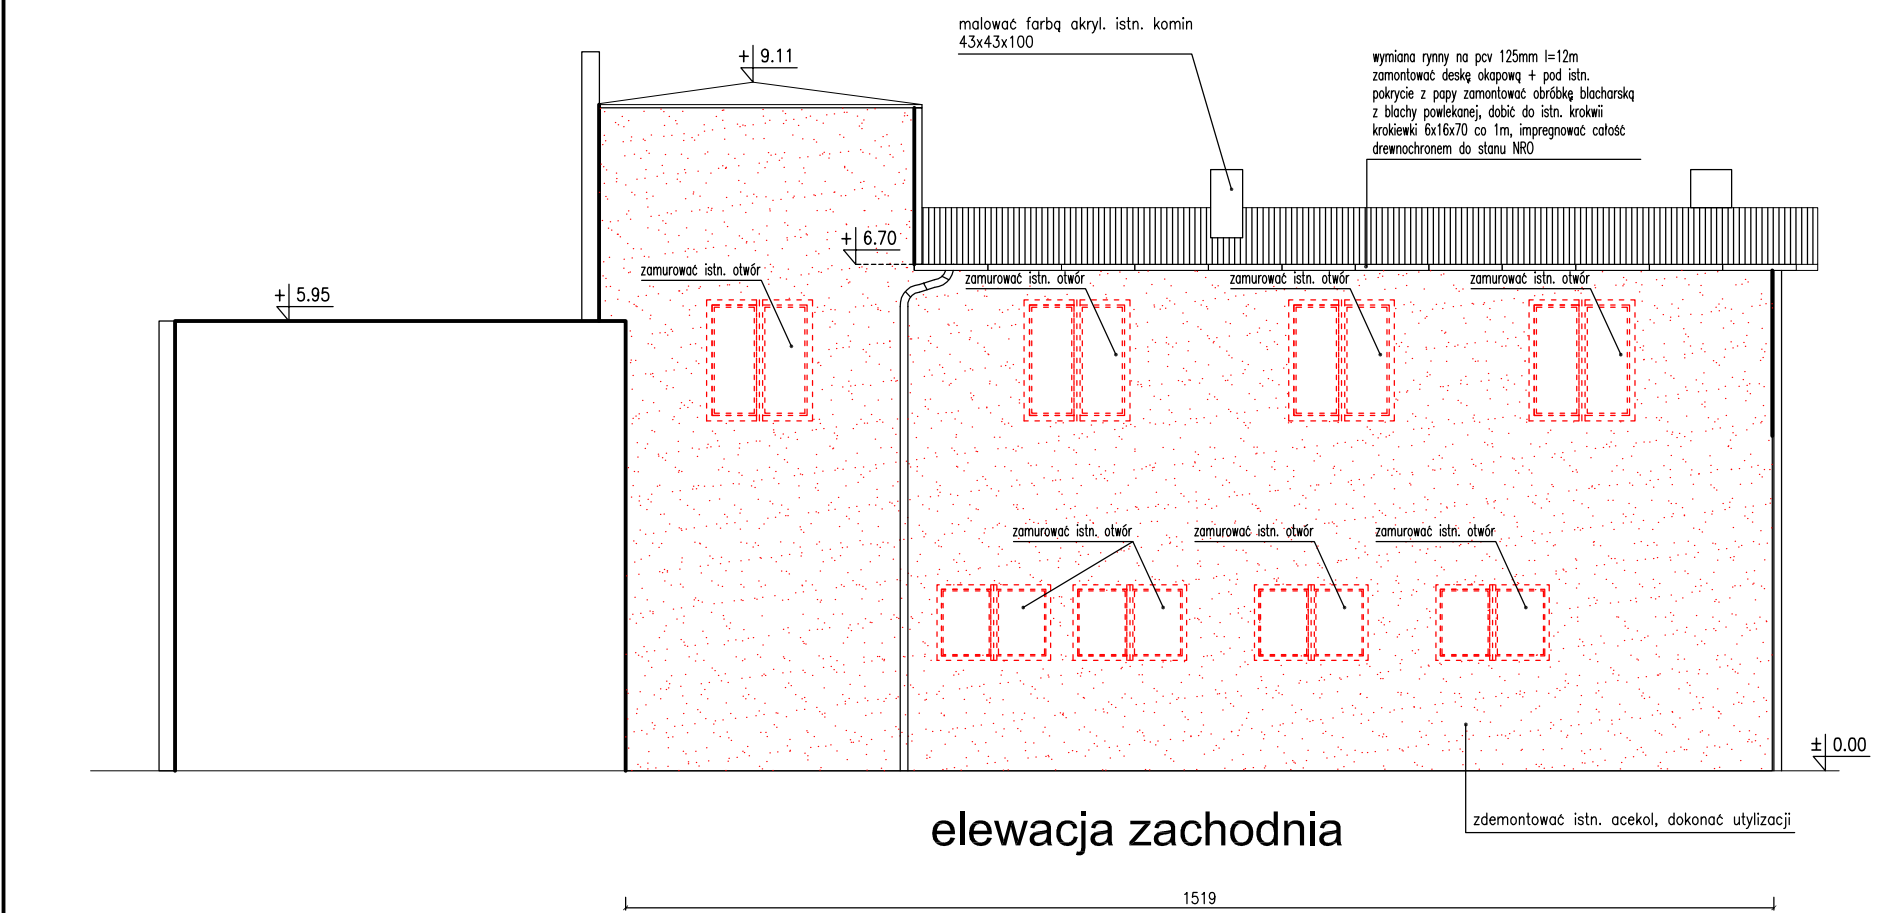 malować farbą akryl. istn. komin
43x43x100
wymiana rynny na pcv 125mm l=12m
zamontować deskę okapową + pod istn.
pokrycie z papy zamontować obróbkę blacharską
z blachy powlekanej, dobić do istn. krokwii
krokiewki 6x16x70 co 1m, impregnować całość
drewnochronem do stanu NRO
+ 9.11
+ 6.70
+ 5.95
zamurować istn. otwór
zamurować istn. otwór
zamurować istn. otwór
zamurować istn. otwór
zamurować istn. otwór
zamurować istn. otwór
zamurować istn. otwór
± 0.00
zdemontować istn. acekol, dokonać utylizacji
elewacja zachodnia
1519